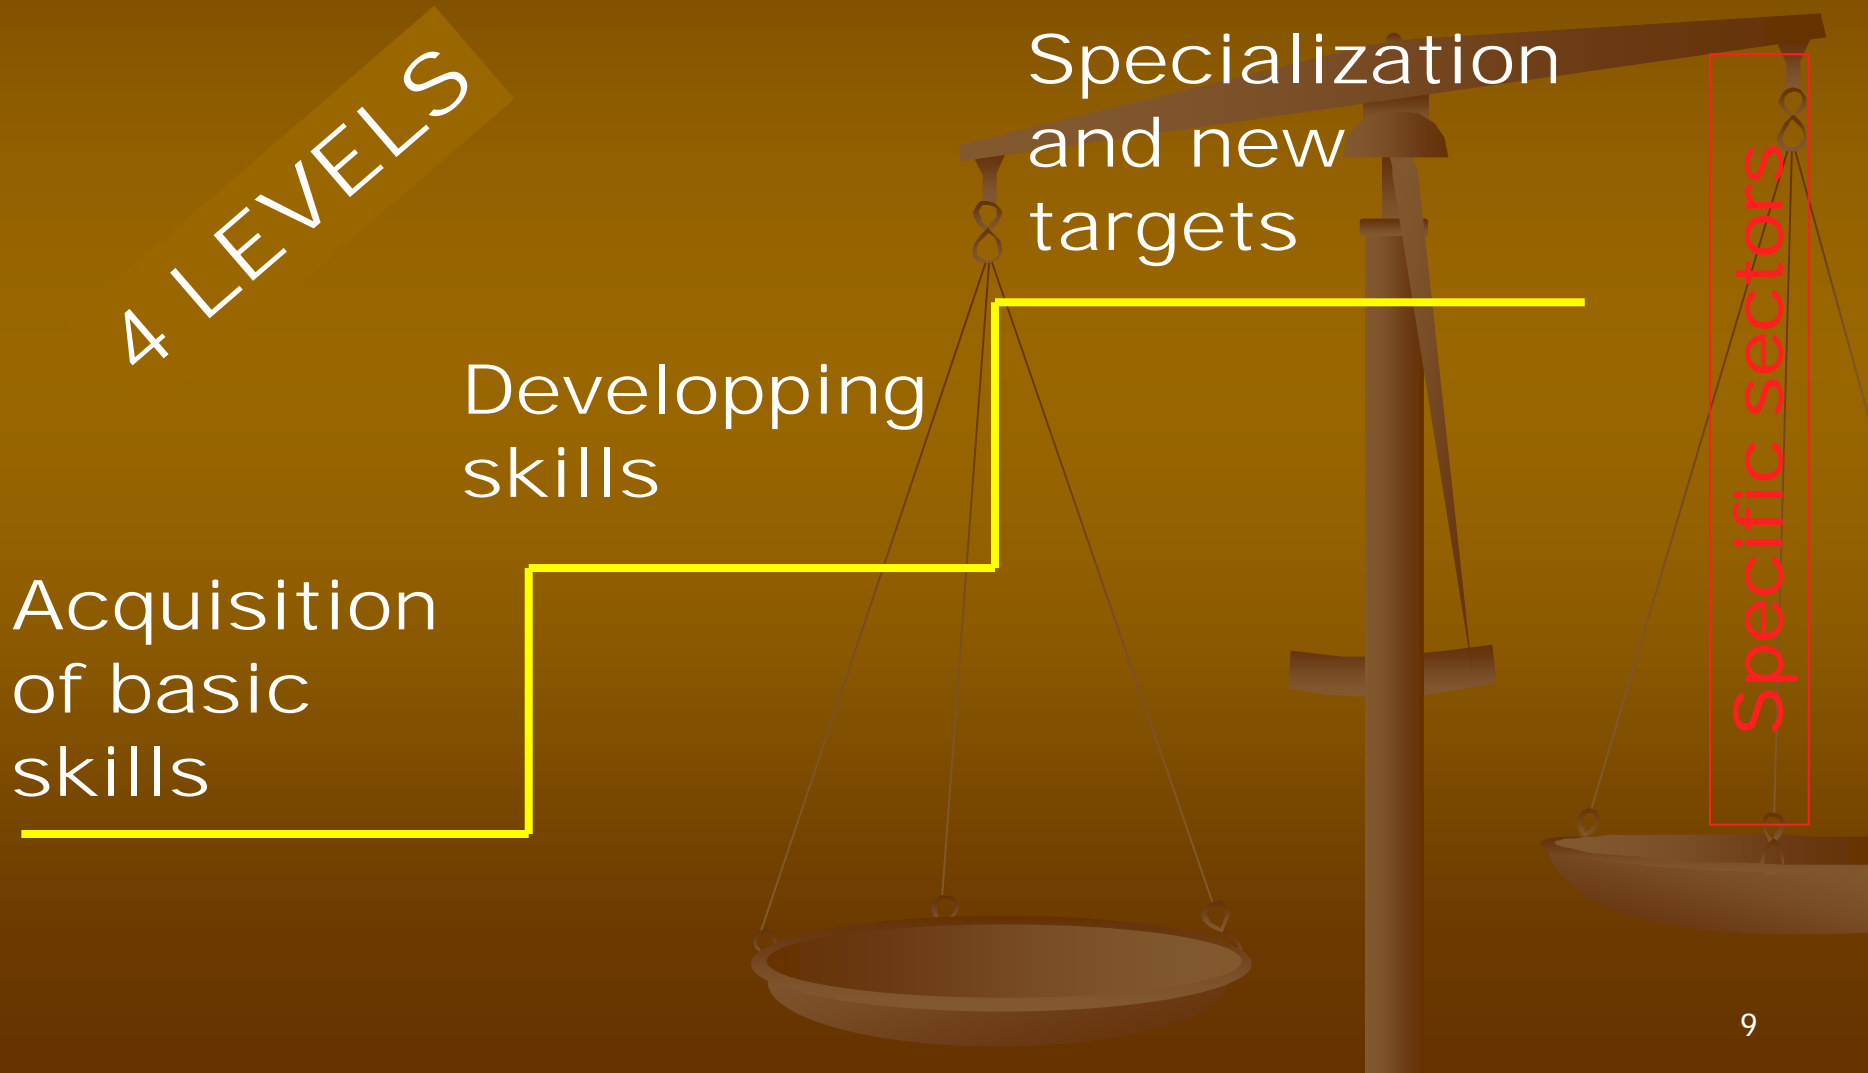 4 LEVELS
Specialization
and new
targets
Developping
skills
Acquisition
of basic
skills
Specific sectors
9